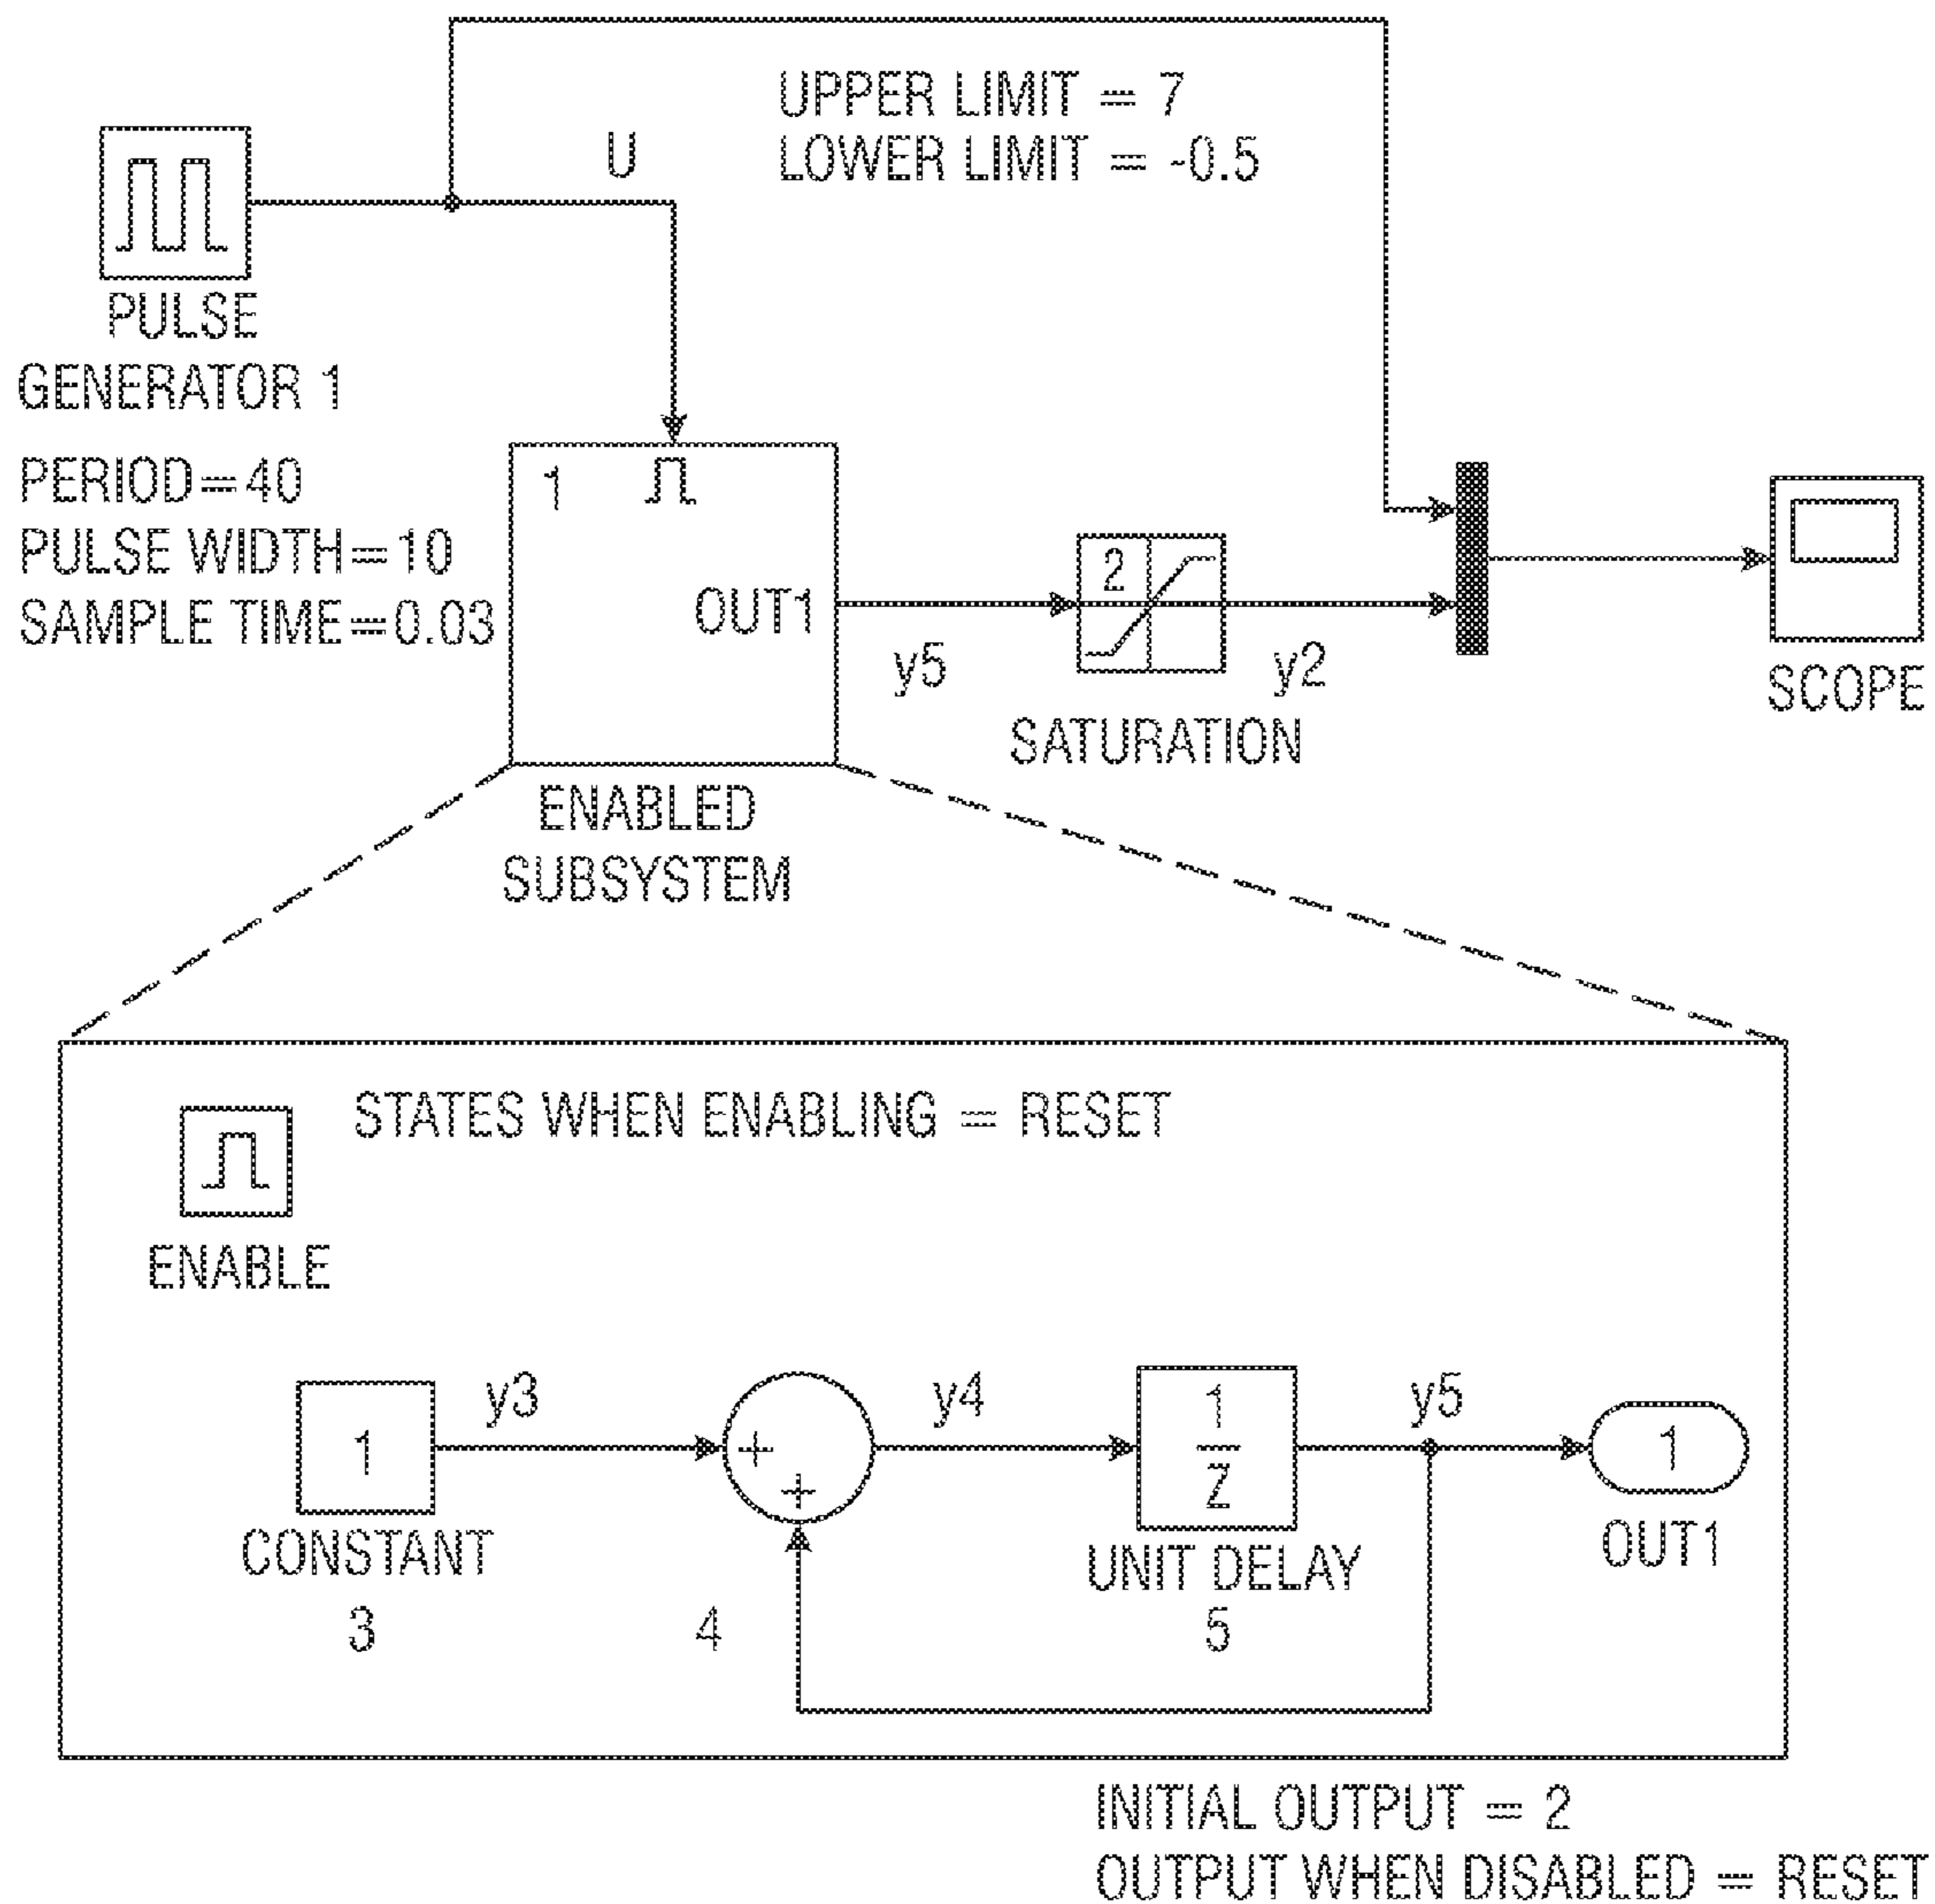 UPPER LIMIT = 7
LOWER LIMIT = -0.5
U
PULSE
GENERATOR 1
PERIOD=40
PULSE WIDTH=10
SAMPLE TIME=0.03
1
OUT1
y5
2
y2
SATURATION
SCOPE
ENABLED
SUBSYSTEM
STATES WHEN ENABLING = RESET
ENABLE
1
y3
+
+
y4
1
Z
y5
1
CONSTANT
3
4
UNIT DELAY
5
OUT1
INITIAL OUTPUT = 2
OUTPUT WHEN DISABLED = RESET